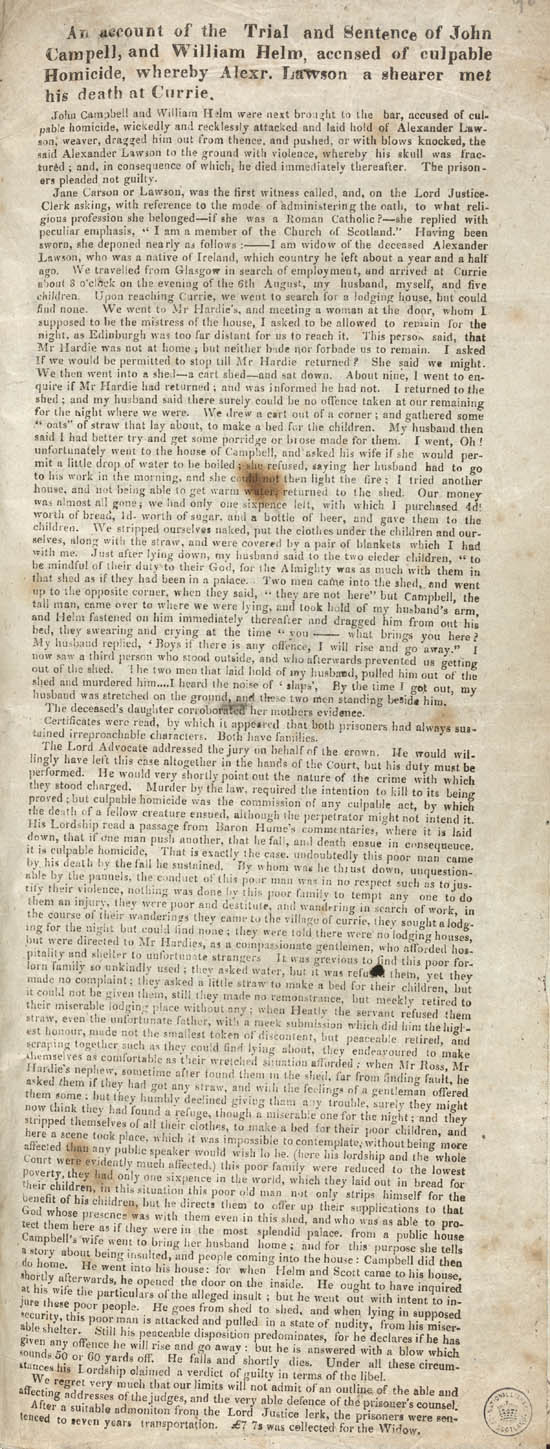 An account of the Trial and Sentence of John
Campell, and William Helm, accnsed of culpable
Homicide, whereby Alexr. Lawson a shearer met
his death at Currie.
John Campbell and William Helm were next brought to the bar, accused of cul-
pable homicide, wickedly and recklessly attacked and laid hold of Alexander Law-
son, weaver, dragged him out from thence, and pushed, or with blows knocked, the
said Alexander Lawson to the ground with violence, whereby his skull was frac-
tured; and, in consequence of which, he died immediately thereafter. The prison-
ers pleaded not guilty.
Jane Carson or Lawson, was the first witness called, and, on the Lord Justice-
Clerk asking, with reference to the mode of administering the oath, to what reli-
gious profession she belonged—if she was a Roman Catholic?—she replied with
peculiar emphasis, " I am a member of the Church of Scotland." Having been
sworn, she deponed nearly as follows :——I am widow of the deceased Alexander
Lawson, who was a native of Ireland, which country he left about a year and a half
ago. We travelled from Glasgow in search of employment, and arrived at Currie
about 8 o'clock on the evening of the 6th August, my husband, myself, and five
children. Upon reaching Currie, we went to search for a lodging house, but could
find none. We went to Mr Hardie's, and meeting a woman at the door, whom I
supposed to be the mistress of the house, I asked to be allowed to remain for the
night, as Edinburgh was too far distant for us to reach it. This person said, that
Mr Hardie was not at home; but neither bade nor forbade us to remain. I asked
If we would be permitted to stop till Mr. Hardie returned? She said we might.
We then went into a shed—a cart shed—and sat down. About nine, I went to en-
quire if Mr Hardie had returned; and was informed he had not. I returned to the
shed; and my husband said there surely could be no offence taken at our remaining
for the night where we were. We drew a cart out of a corner; and gathered some
" oats" of straw that lay about, to make a bed for the children. My husband then
said I had better try and get some porridge or brose made for them. I went, Oh!
unfortunately went to the house of Campbell, and asked his wife if she would per-
mit a little drop of water to be boiled; she refused, saying her husband had to go
to his work in the morning, and she could not then light the fire; I tried another
house, and not being able to get warm water, returned to the shed. Our money
was almost all gone; we had only one sixpence left, with which I purchased 4d!
worth of bread, 1d. worth of sugar, and a bottle of beer, and gave them to the
children. We stripped ourselves naked, put the clothes under the children and our-
selves, along with the straw, and were covered by a pair of blankets which I had
with me. Just after lying down, my husband said to the two eleder children, " to
be mindful of their duty to their God, for the Almighty was as much with them in
that shed as if they had been in a palace. Two men came into the shed, and went
up to the opposite corner, when they said, " they are not here" but Campbell, the
tall man, came over to where we were lying, and took hold of my husband's arm,
and Helm fastened on him immediately thereafter and dragged him from out his
bed, they swearing and crying at the time " you —— what brings you here?
My husband replied, ' Boys if there is any offence, I will rise and go away." I
now saw a third person who stood outside, and who afterwards prevented us getting
out of the shed. The two men that laid hold of my husband, pulled him out of the
shed and murdered him....I heard the noise of ' slaps', By the time I got out, my
husband was stretched on the ground, and these two men standing beside him.
The deceased's daughter corroborated her mothers evidence.
Certificates were read, by which it appeared that both prisoners had always sus-
tained irreproachable characters. Both have families.
The Lord Advocate addressed the jury on behalf of the crown. He would wil-
lingly have left this case altogether in the hands of the Court, but his duty must be
performed. He would very shortly point out the nature of the crime with which
they stood charged. Murder by the law, required the intention to kill to its being
proved; but culpable homicide was the commission of any culpable act, by which
the death of a fellow creature ensued, although the perpetrator might not intend it.
His Lordship read a passage from Baron Hume's commentaries, where it is laid
down, that if one man push another, that he fall, and death ensue in consequeuce.
it is culpable homicide, That is exactly the case. undoubtedly this poor man came
by his death by the fall he sustained. By whom was he thrust down, unquestion-
able by the pannels, the conduct of this poor man was in no respect such as to jus-
tify their violence, nothing was done by this poor family to tempt any one to do
them an injury, they were poor and destitute, and wandering in search of work, in
the course of their wanderings they came to the village of currie, they sought a lodg-
ing for the night but could find none; they were told there were no lodging houses,
but were directed to Mr Hardies, as a compassionate gentlemen, who afforded hos-
pitality and shelter to unfortunate strangers It was grevious to find this poor for-
lorn family so unkindly used; they asked water, but it was refused them, yet they
made no complaint; they asked a little straw to make a bed for their children, but
it could not be given them, still they made no remonstrance, but meekly retired to
their miserable lodging place without any; when Heatly the servant refused them
straw, even the unfortunate father, with a meek submission which did him the high-
est honour, made not the smallest token of discontent, but peaceable retired, and
scraping together such as they could find lying about, they endeavoured to make
themselves as comfortable as their wretched situation afforded; when Mr Ross, Mr
Hardie's nephew, sometime after found them in the shed, far from finding fault, he
asked them if they had got any straw, and with the feelings of a gentleman offered
them some; but they humbly declined giving them any trouble, surely they might
now think they had found a refuge, though a miserable one for the night; and they
stripped themselves of all their clothes, to make a bed for their poor children, and
here a scene took place, which it was impossible to contemplate, without being more
affected than any public speaker would wish to be. (here his lordship and the whole
Court were evidently much affected.) this poor family were reduced to the lowest
poverty, they had only one sixpence in the world, which they laid out in bread for
their children, in this situation this poor old man not only strips himself for the
benefit of his children, but he directs them to offer up their supplications to that
God whose presence was with them even in this shed, and who was as able to pro-
tect them here as if they were in the most splendid palace. from a public house
Campbell's wife went to bring her husband home; and for this purpose she tells
a story about being insulted, and people coming into the house: Campbell did then
do home. He went into his house: for when Helm and Scott came to his house,
shortly afterwards, he opened the door on the inside. He ought to have inquired
at his wife the particulars of the alleged insult; but he went out with intent to in-
jure these poor people. He goes from shed to shed, and when lying in supposed
security, this poor man is attacked and pulled in a state of nudity, from his miser-
able shelter. Still his peaceable disposition predominates, for he declares if he has
given any offence he will rise and go away: but he is answered with a blow which
sounds 50 or 60 yards off. He falls and shortly dies. Under all these circum-
stances his Lordship olaimed a verdict of guilty in terms of the libel.
We regret very much that our limits will not admit of an outline of the able and
affecting addresses of the judges, and the very able defence of the prisoner's counsel.
After a suitable admoniton from the Lord Justice lerk, the prisoners were sen-
tenced to seven years transportation. £7 7s was collected for the Widow.